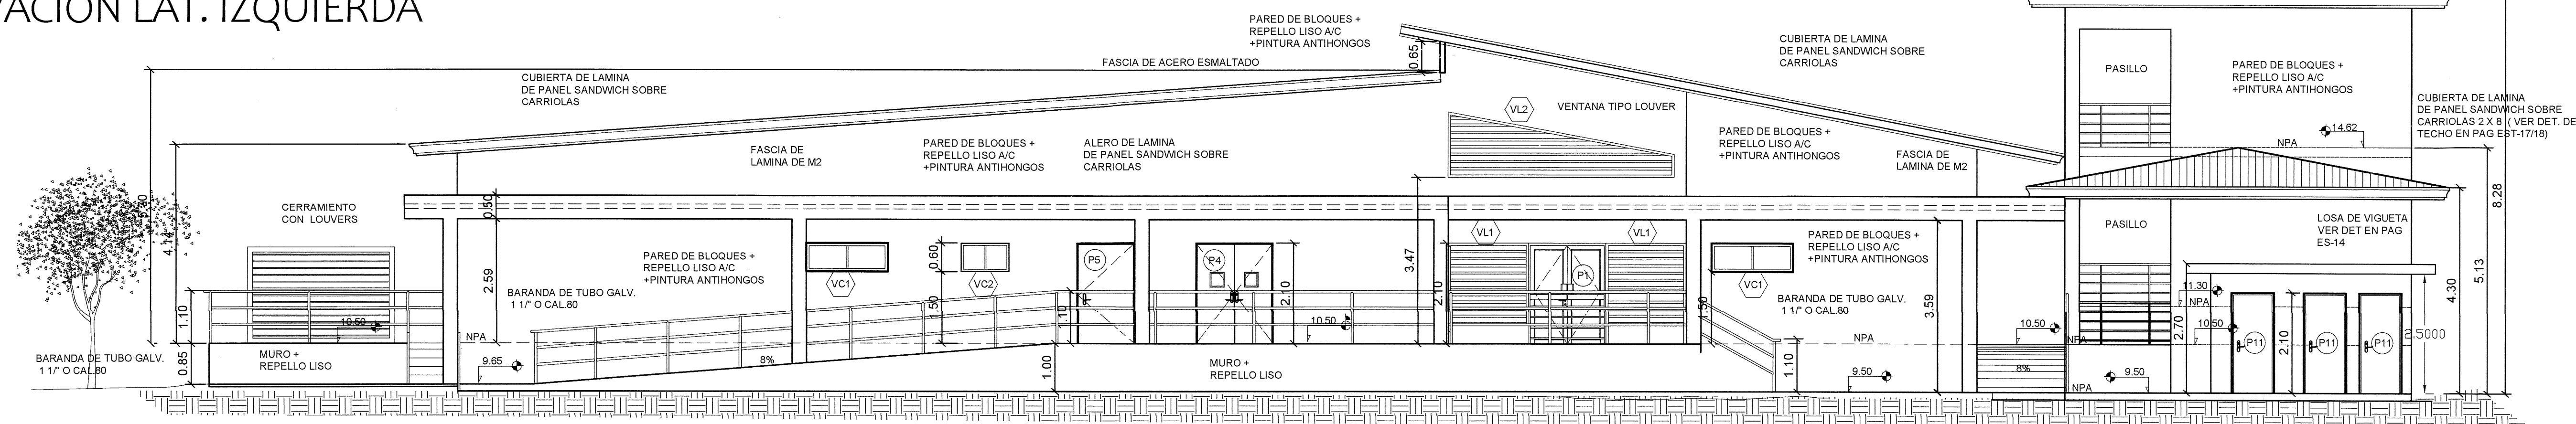 VACION LAT. IZQUIERDA
PARED DE BLOQUES +
REPELLO LISO A/C
+PINTURA ANTIHONGOS
FASCIA DE ACERO ESMALTADO
0.65
CUBIERTA DE LAMINA
DE PANEL SANDWICH SOBRE
CARRIOLAS
CUBIERTA DE LAMINA
DE PANEL SANDWICH SOBRE
CARRIOLAS
PASILLO
PARED DE BLOQUES +
REPELLO LISO A/C
+PINTURA ANTIHONGOS
CUBIERTA DE LAMINA
DE PANEL SANDWICH SOBRE
CARRIOLAS 2 X 8 ( VER DET. DE
TECHO EN PAG EST-17/18)
14.62
NPA
VL2
VENTANA TIPO LOUVER
FASCIA DE
LAMINA DE M2
PARED DE BLOQUES +
REPELLO LISO A/C
+PINTURA ANTIHONGOS
ALERO DE LAMINA
DE PANEL SANDWICH SOBRE
CARRIOLAS
PARED DE BLOQUES +
REPELLO LISO A/C
+PINTURA ANTIHONGOS
FASCIA DE
LAMINA DE M2
4.14
CERRAMIENTO
CON LOUVERS
0.50
2.59
PARED DE BLOQUES +
REPELLO LISO A/C
+PINTURA ANTIHONGOS
VC1
0.60
VC2
1.50
P5
P4
2.10
3.47
2.10
VL1
VL1
P1
VC1
1.50
PARED DE BLOQUES +
REPELLO LISO A/C
+PINTURA ANTIHONGOS
3.59
PASILLO
LOSA DE VIGUETA
VER DET EN PAG
ES-14
8.28
5.13
4.30
BARANDA DE TUBO GALV.
1 1/" O CAL.80
BARANDA DE TUBO GALV.
1 1/" O CAL.80
1.10
10.50
NPA
1.10
10.50
NPA
10.50
NPA
11.30
NPA
10.50
2.70
P11
2.10
P11
P11
2.5000
BARANDA DE TUBO GALV.
1 1/" O CAL.80
0.85
MURO +
REPELLO LISO
9.65
8%
1.00
MURO +
REPELLO LISO
1.10
9.50
8%
NPA
9.50